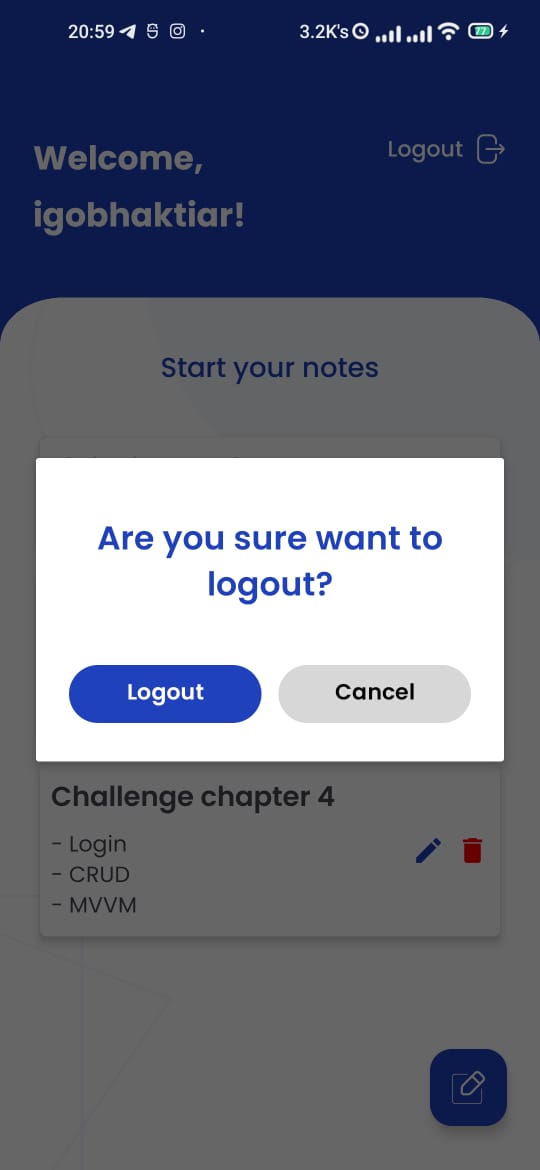 20:59
3.2K's
77
Welcome,
igobhaktiar!
Logout
Start your notes
Are you sure want to
logout?
Logout
Cancel
Challenge chapter 4
- Login
- CRUD
- MVVM